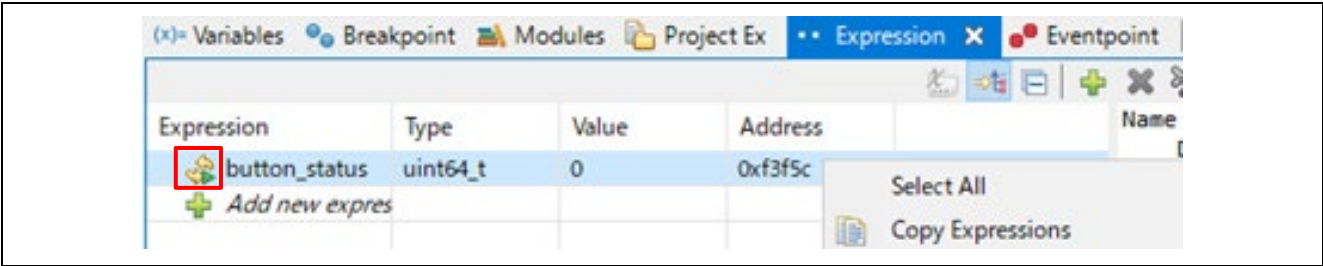 (x)= Variables Breakpoint Modules Project Ex Expression Eventpoint
Expression Type Value Address Name
button_status uint64_t 0 0xf3f5c
Select All
Add new expres
Copy Expressions